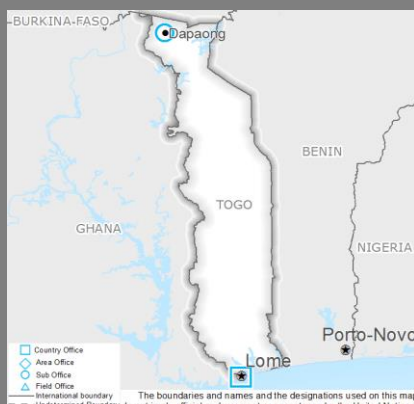 BURKINA FASO
Dapaong
BENIN
TOGO
GHANA
NIGERIA
Porto-Novo
Lome
Country Office
Area Office
Sub Office
Field Office
International boundary
The boundaries and names and the designations used on this map